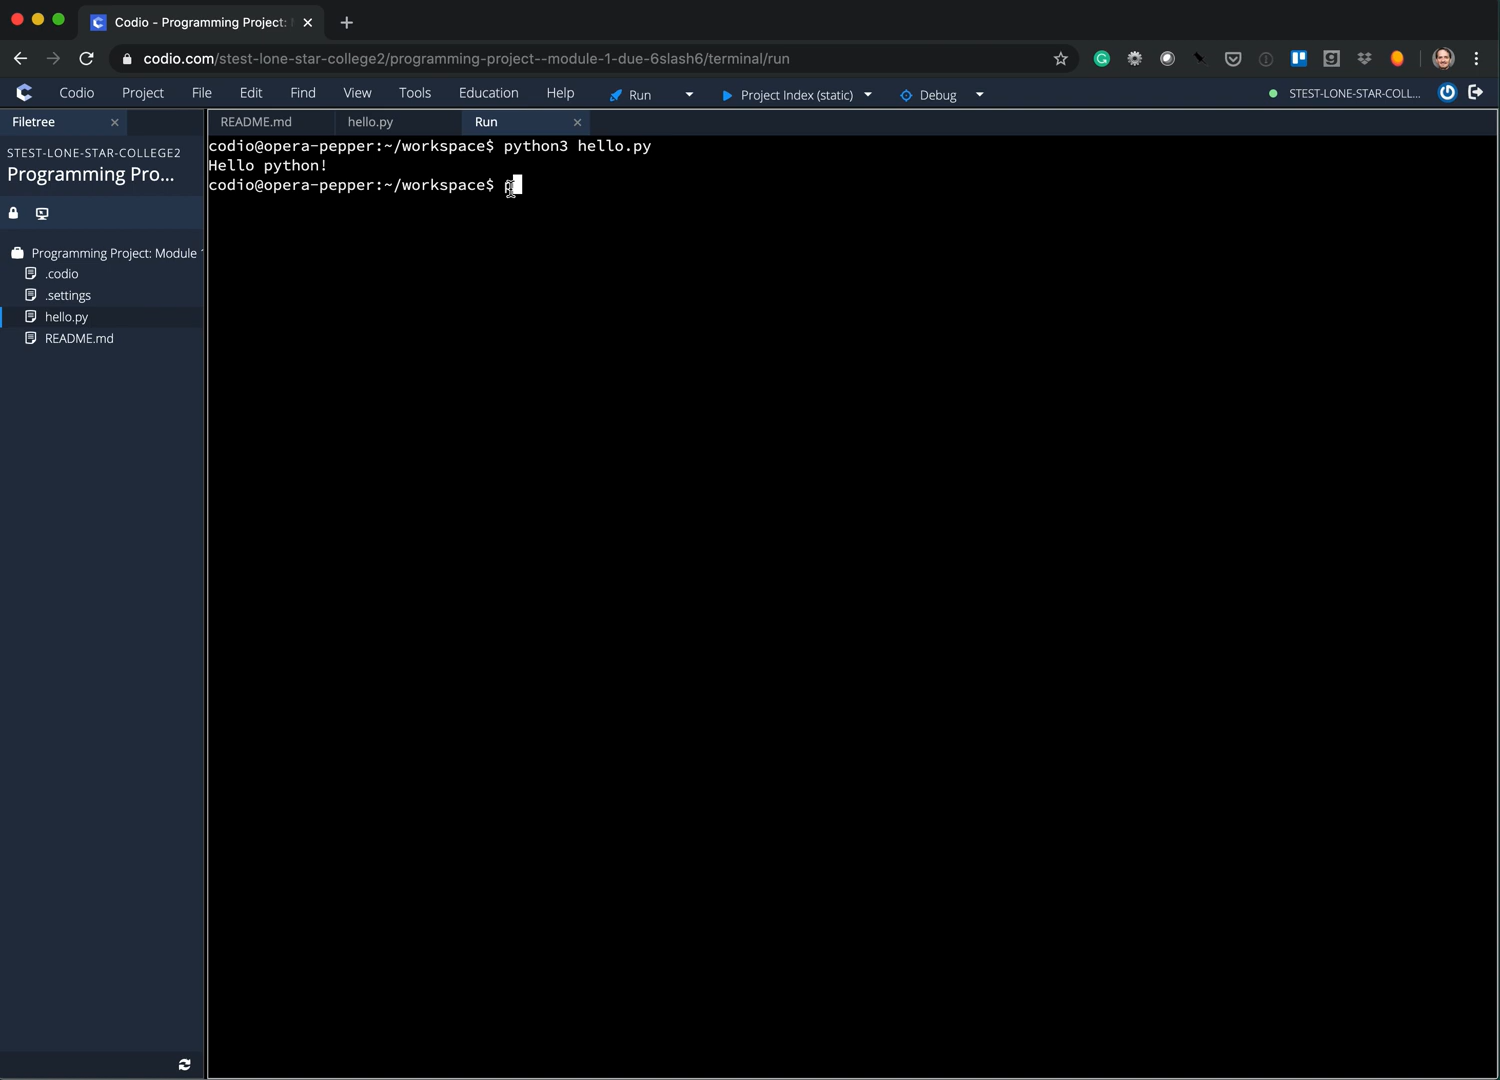 Codio - Programming Project:
codio.com/stest-lone-star-college2/programming-project--module-1-due-6slash6/terminal/run
Codio Project File Edit Find View Tools Education Help Run Project Index (static) Debug STEST-LONE-STAR-COLL...
Filetree README.md hello.py Run
STEST-LONE-STAR-COLLEGE2
Programming Pro...
Programming Project: Module
.codio
.settings
hello.py
README.md
codio@opera-pepper:~/workspace$ python3 hello.py
Hello python!
codio@opera-pepper:~/workspace$ p